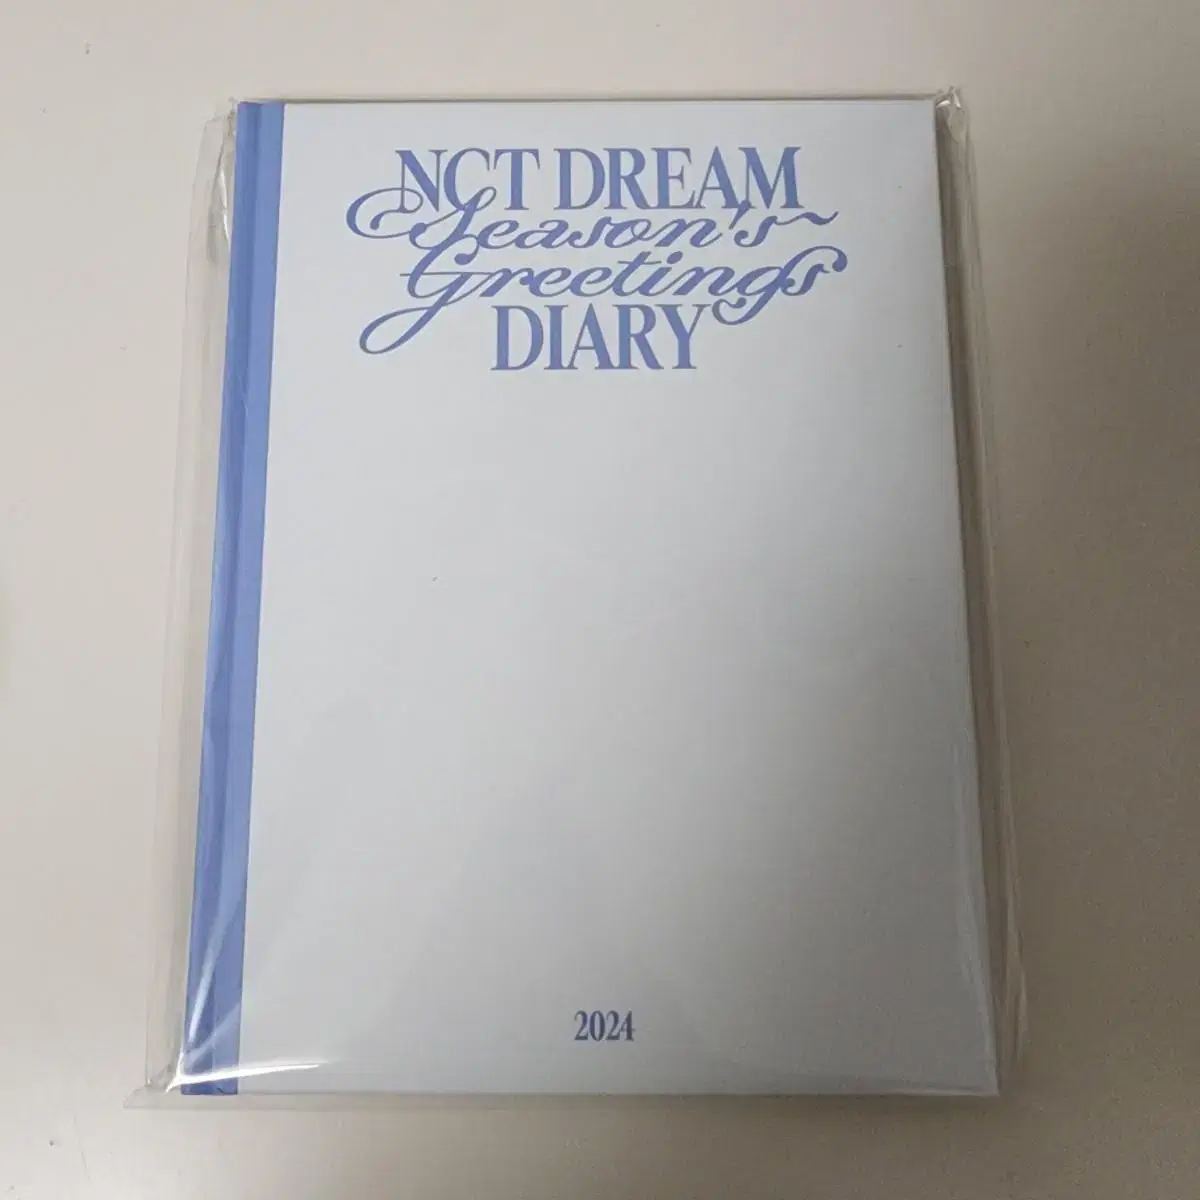 NCT DREAM
Season's
Greetings
DIARY
2024